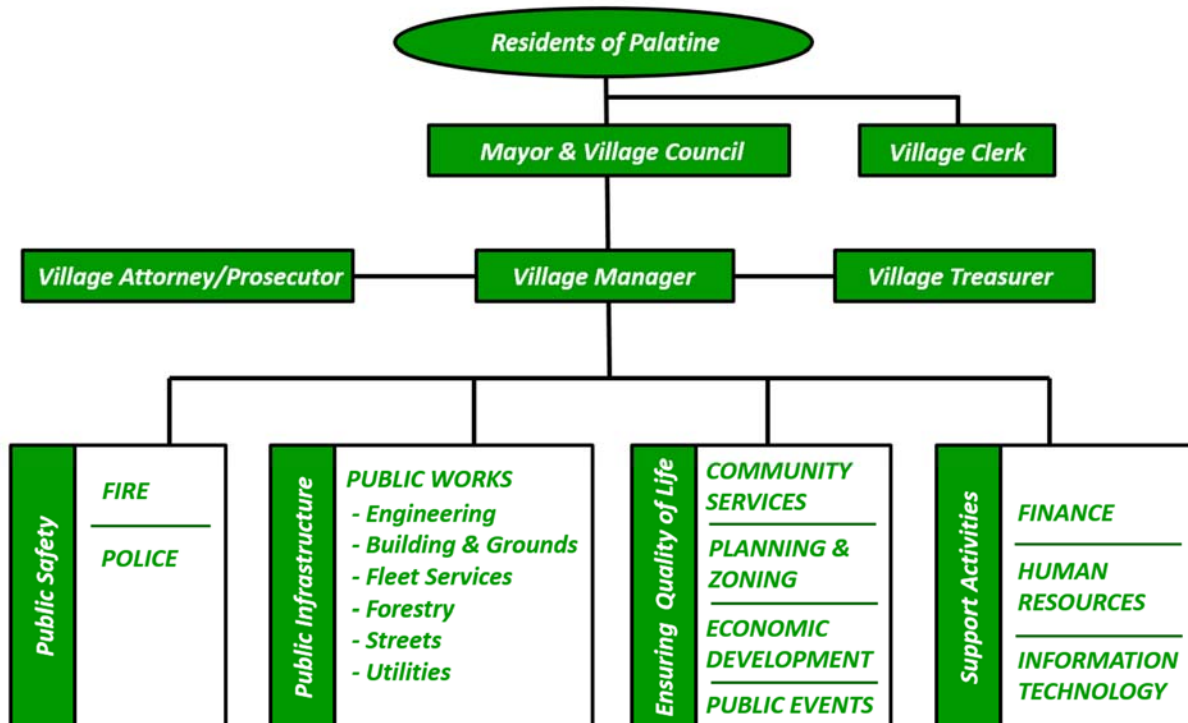 Residents of Palatine
Mayor & Village Council
Village Clerk
Village Attorney/Prosecutor
Village Manager
Village Treasurer
Public Safety
FIRE
POLICE
Public Infrastructure
PUBLIC WORKS
- Engineering
- Building & Grounds
- Fleet Services
- Forestry
- Streets
- Utilities
Ensuring Quality of Life
COMMUNITY
SERVICES
PLANNING &
ZONING
ECONOMIC
DEVELOPMENT
PUBLIC EVENTS
Support Activities
FINANCE
HUMAN
RESOURCES
INFORMATION
TECHNOLOGY